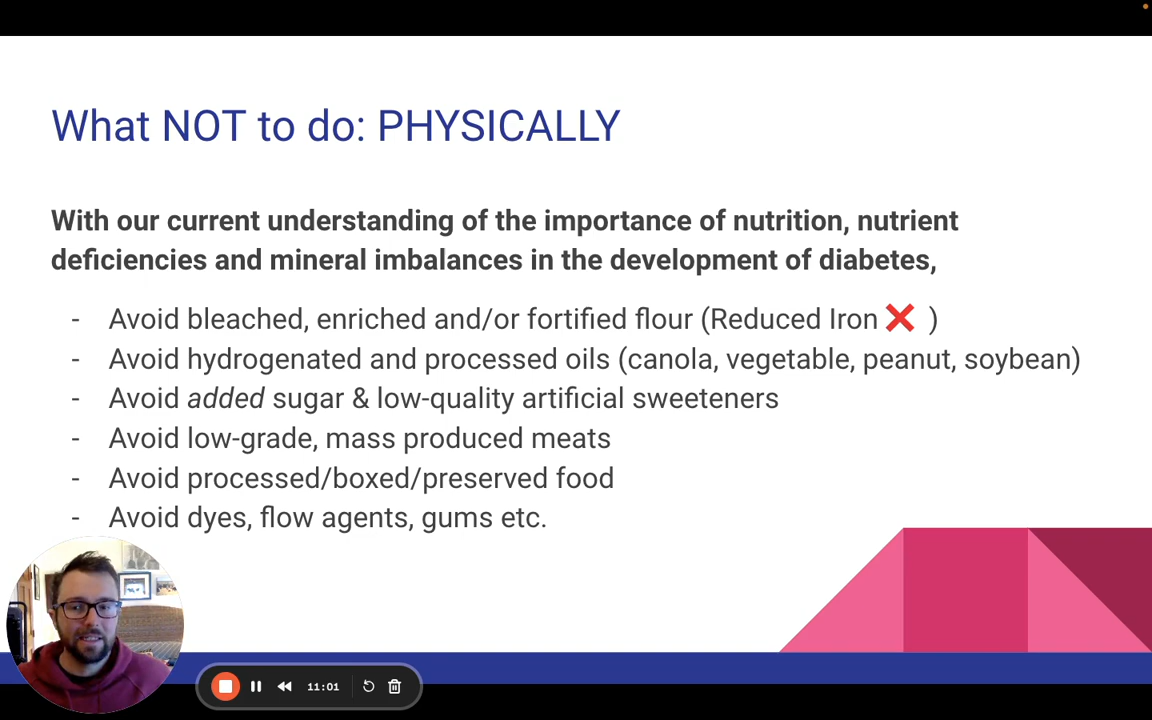 What NOT to do: PHYSICALLY
With our current understanding of the importance of nutrition, nutrient
deficiencies and mineral imbalances in the development of diabetes,
- Avoid bleached, enriched and/or fortified flour (Reduced Iron ❌ )
- Avoid hydrogenated and processed oils (canola, vegetable, peanut, soybean)
- Avoid added sugar & low-quality artificial sweeteners
- Avoid low-grade, mass produced meats
- Avoid processed/boxed/preserved food
- Avoid dyes, flow agents, gums etc.
11:01